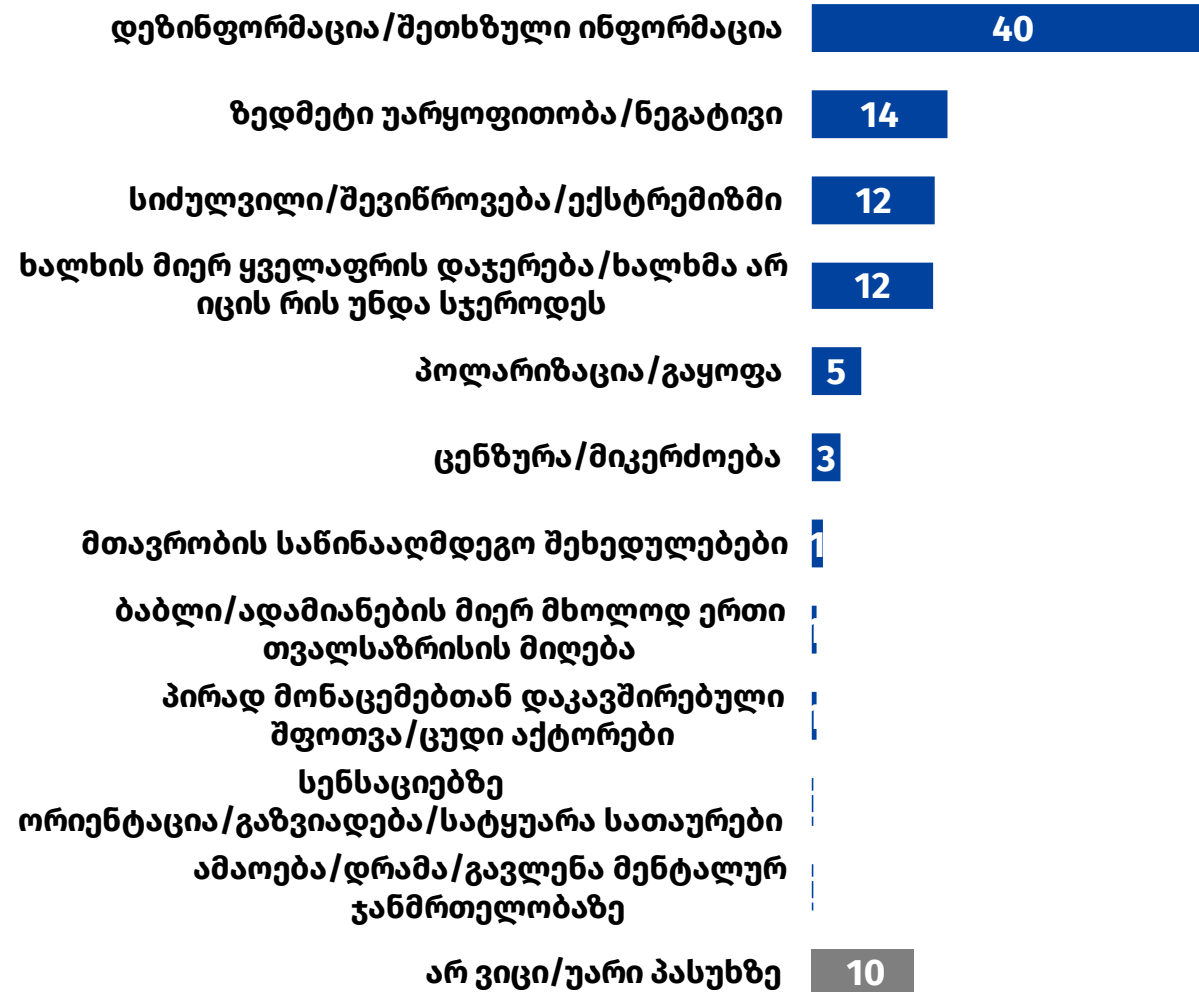 დეზინფორმაცია/შეთხზული ინფორმაცია 40
ზედმეტი უარყოფითობა/ნეგატივი 14
სიძულვილი/შევიწროვება/ექსტრემიზმი 12
ხალხის მიერ ყველაფრის დაჯერება/ხალხმა არ
იცის რის უნდა სჯეროდეს 12
პოლარიზაცია/გაყოფა 5
ცენზურა/მიკერძოება 3
მთავრობის საწინააღმდეგო შეხედულებები 1
ბაბლი/ადამიანების მიერ მხოლოდ ერთი
თვალსაზრისის მიღება
პირად მონაცემებთან დაკავშირებული
შფოთვა/ცუდი აქტორები
სენსაციებზე
ორიენტაცია/გაზვიადება/სატყუარა სათაურები
ამაოება/დრამა/გავლენა მენტალურ
ჯანმრთელობაზე
არ ვიცი/უარი პასუხზე 10